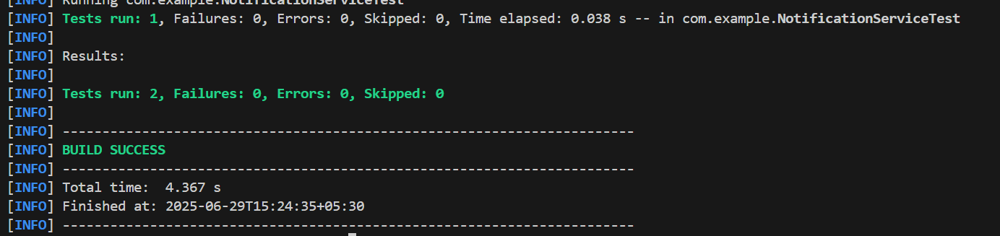 [INFO] Running com.example.NotificationServiceTest
[INFO] Tests run: 1, Failures: 0, Errors: 0, Skipped: 0, Time elapsed: 0.038 s -- in com.example.NotificationServiceTest
[INFO]
[INFO] Results:
[INFO]
[INFO] Tests run: 2, Failures: 0, Errors: 0, Skipped: 0
[INFO]
[INFO] ------------------------------------------------------------------------
[INFO] BUILD SUCCESS
[INFO] ------------------------------------------------------------------------
[INFO] Total time:  4.367 s
[INFO] Finished at: 2025-06-29T15:24:35+05:30
[INFO] ------------------------------------------------------------------------